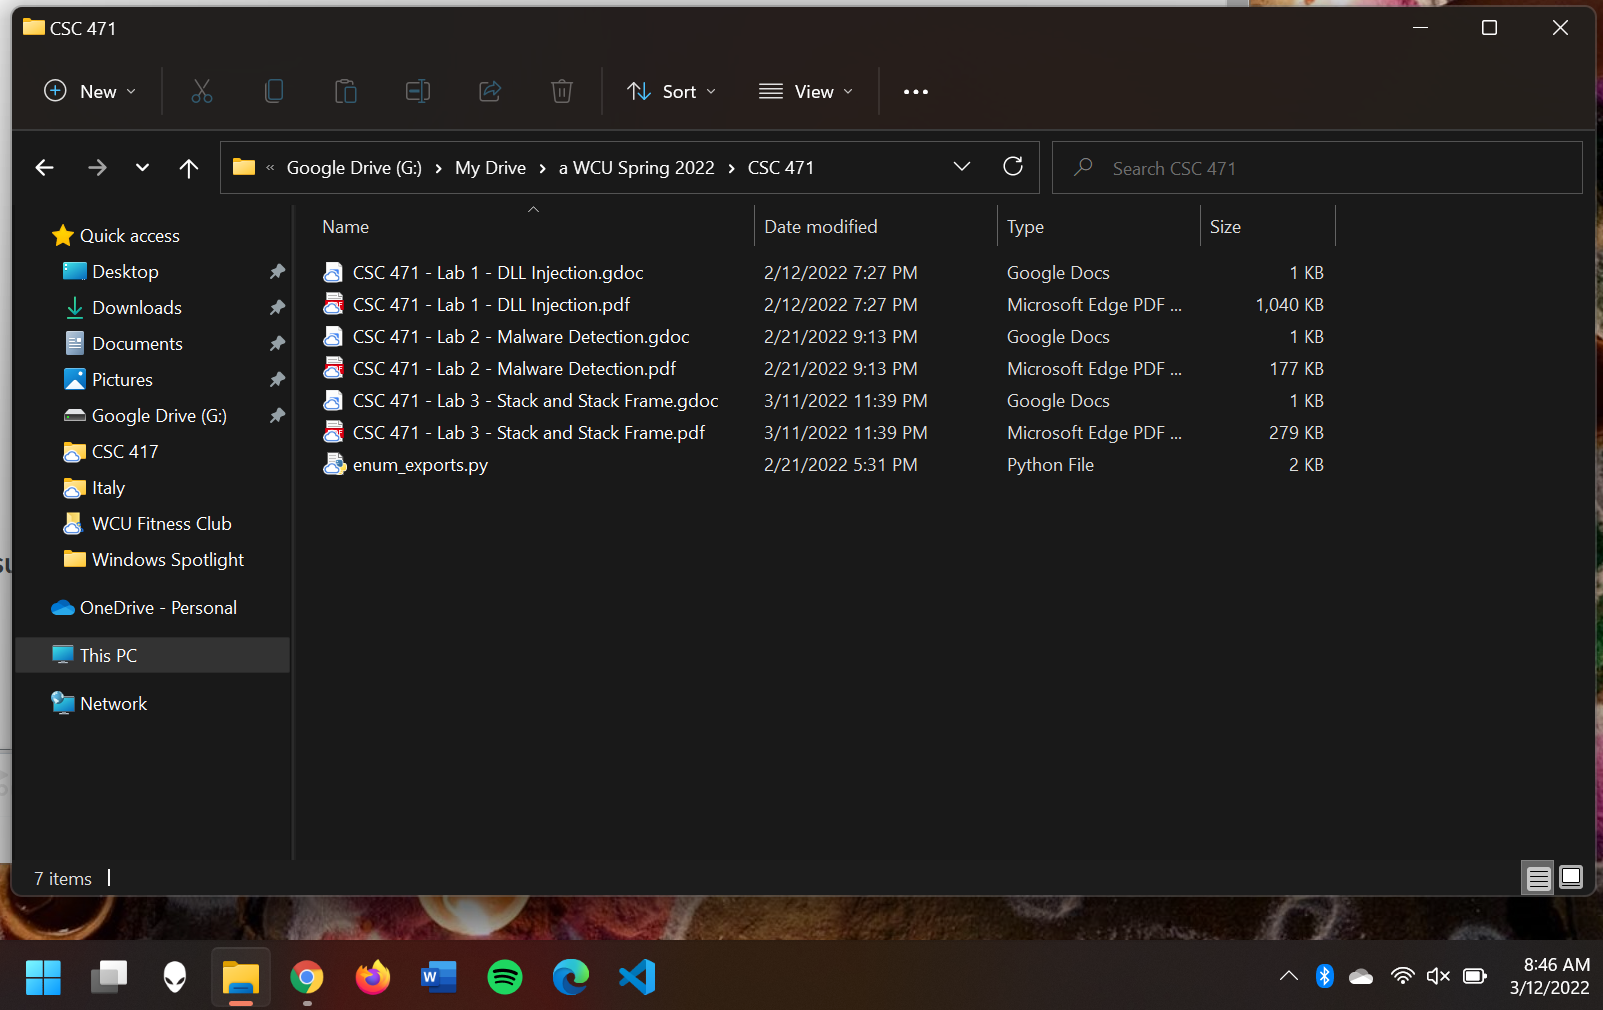 CSC 471
New
Sort
View
« Google Drive (G:) › My Drive › a WCU Spring 2022 › CSC 471
Search CSC 471
Quick access
Desktop
Downloads
Documents
Pictures
Google Drive (G:)
CSC 417
Italy
WCU Fitness Club
Windows Spotlight
OneDrive - Personal
This PC
Network
Name Date modified Type Size
CSC 471 - Lab 1 - DLL Injection.gdoc 2/12/2022 7:27 PM Google Docs 1 KB
CSC 471 - Lab 1 - DLL Injection.pdf 2/12/2022 7:27 PM Microsoft Edge PDF ... 1,040 KB
CSC 471 - Lab 2 - Malware Detection.gdoc 2/21/2022 9:13 PM Google Docs 1 KB
CSC 471 - Lab 2 - Malware Detection.pdf 2/21/2022 9:13 PM Microsoft Edge PDF ... 177 KB
CSC 471 - Lab 3 - Stack and Stack Frame.gdoc 3/11/2022 11:39 PM Google Docs 1 KB
CSC 471 - Lab 3 - Stack and Stack Frame.pdf 3/11/2022 11:39 PM Microsoft Edge PDF ... 279 KB
enum_exports.py 2/21/2022 5:31 PM Python File 2 KB
7 items
8:46 AM
3/12/2022